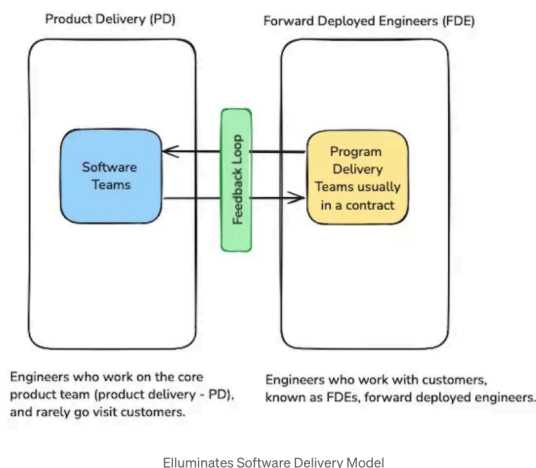 Product Delivery (PD)
Forward Deployed Engineers (FDE)
Software
Teams
Feedback Loop
Program
Delivery
Teams usually
in a contract
Engineers who work on the core
product team (product delivery - PD),
and rarely go visit customers.
Engineers who work with customers,
known as FDEs, forward deployed engineers.
Elluminates Software Delivery Model